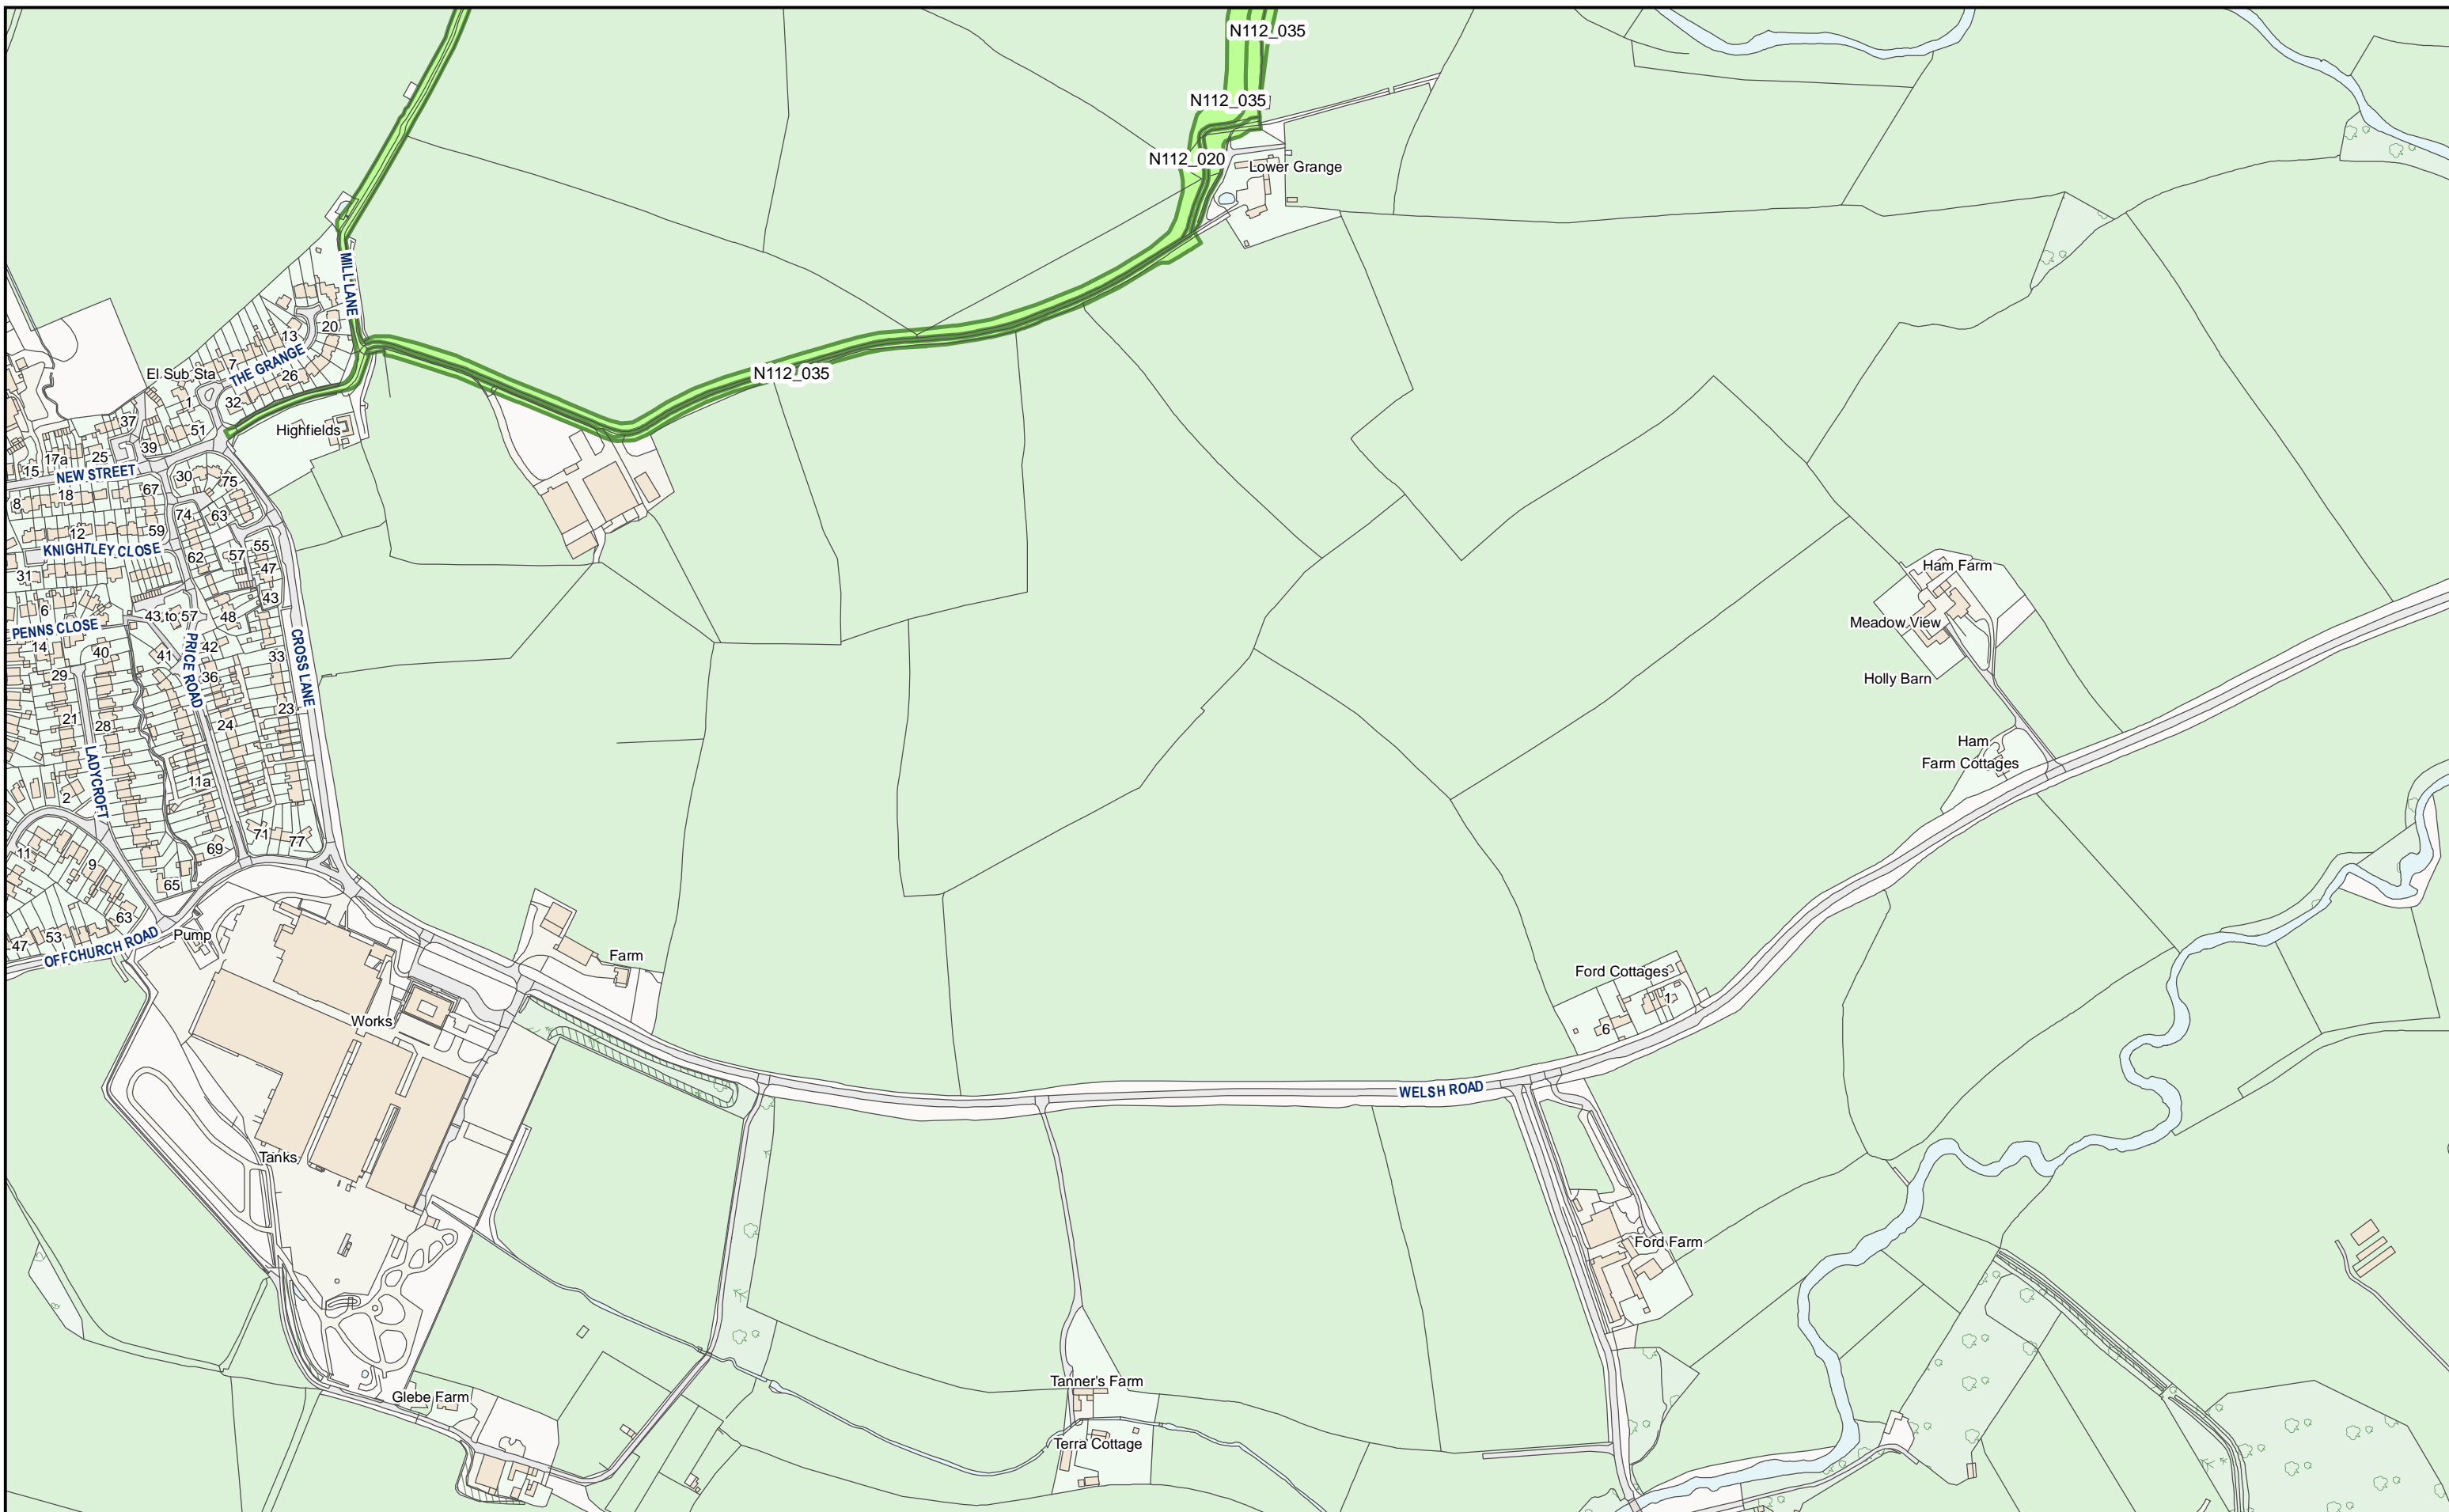 N112_035
N112_035
N112_020
Lower Grange
MILL LANE
20
13
7
THE GRANGE
26
El Sub Sta
N112_035
1
32
37
51
Highfields
39
17a
25
15
NEW STREET
30
75
67
18
8
74
63
59
12
55
KNIGHTLEY CLOSE
57
62
47
31
43
6
43 to 57
48
PENNS CLOSE
14
42
40
41
33
PRICE ROAD
CROSS LANE
29
36
23
21
28
24
LADYCROFT
11a
2
71
77
69
11
9
65
63
Pump
53
47
OFFCHURCH ROAD
Ham Farm
Meadow View
Holly Barn
Ham
Farm Cottages
Farm
Works
Ford Cottages
1
6
WELSH ROAD
Tanks
Ford Farm
Glebe Farm
Tanner's Farm
Terra Cottage